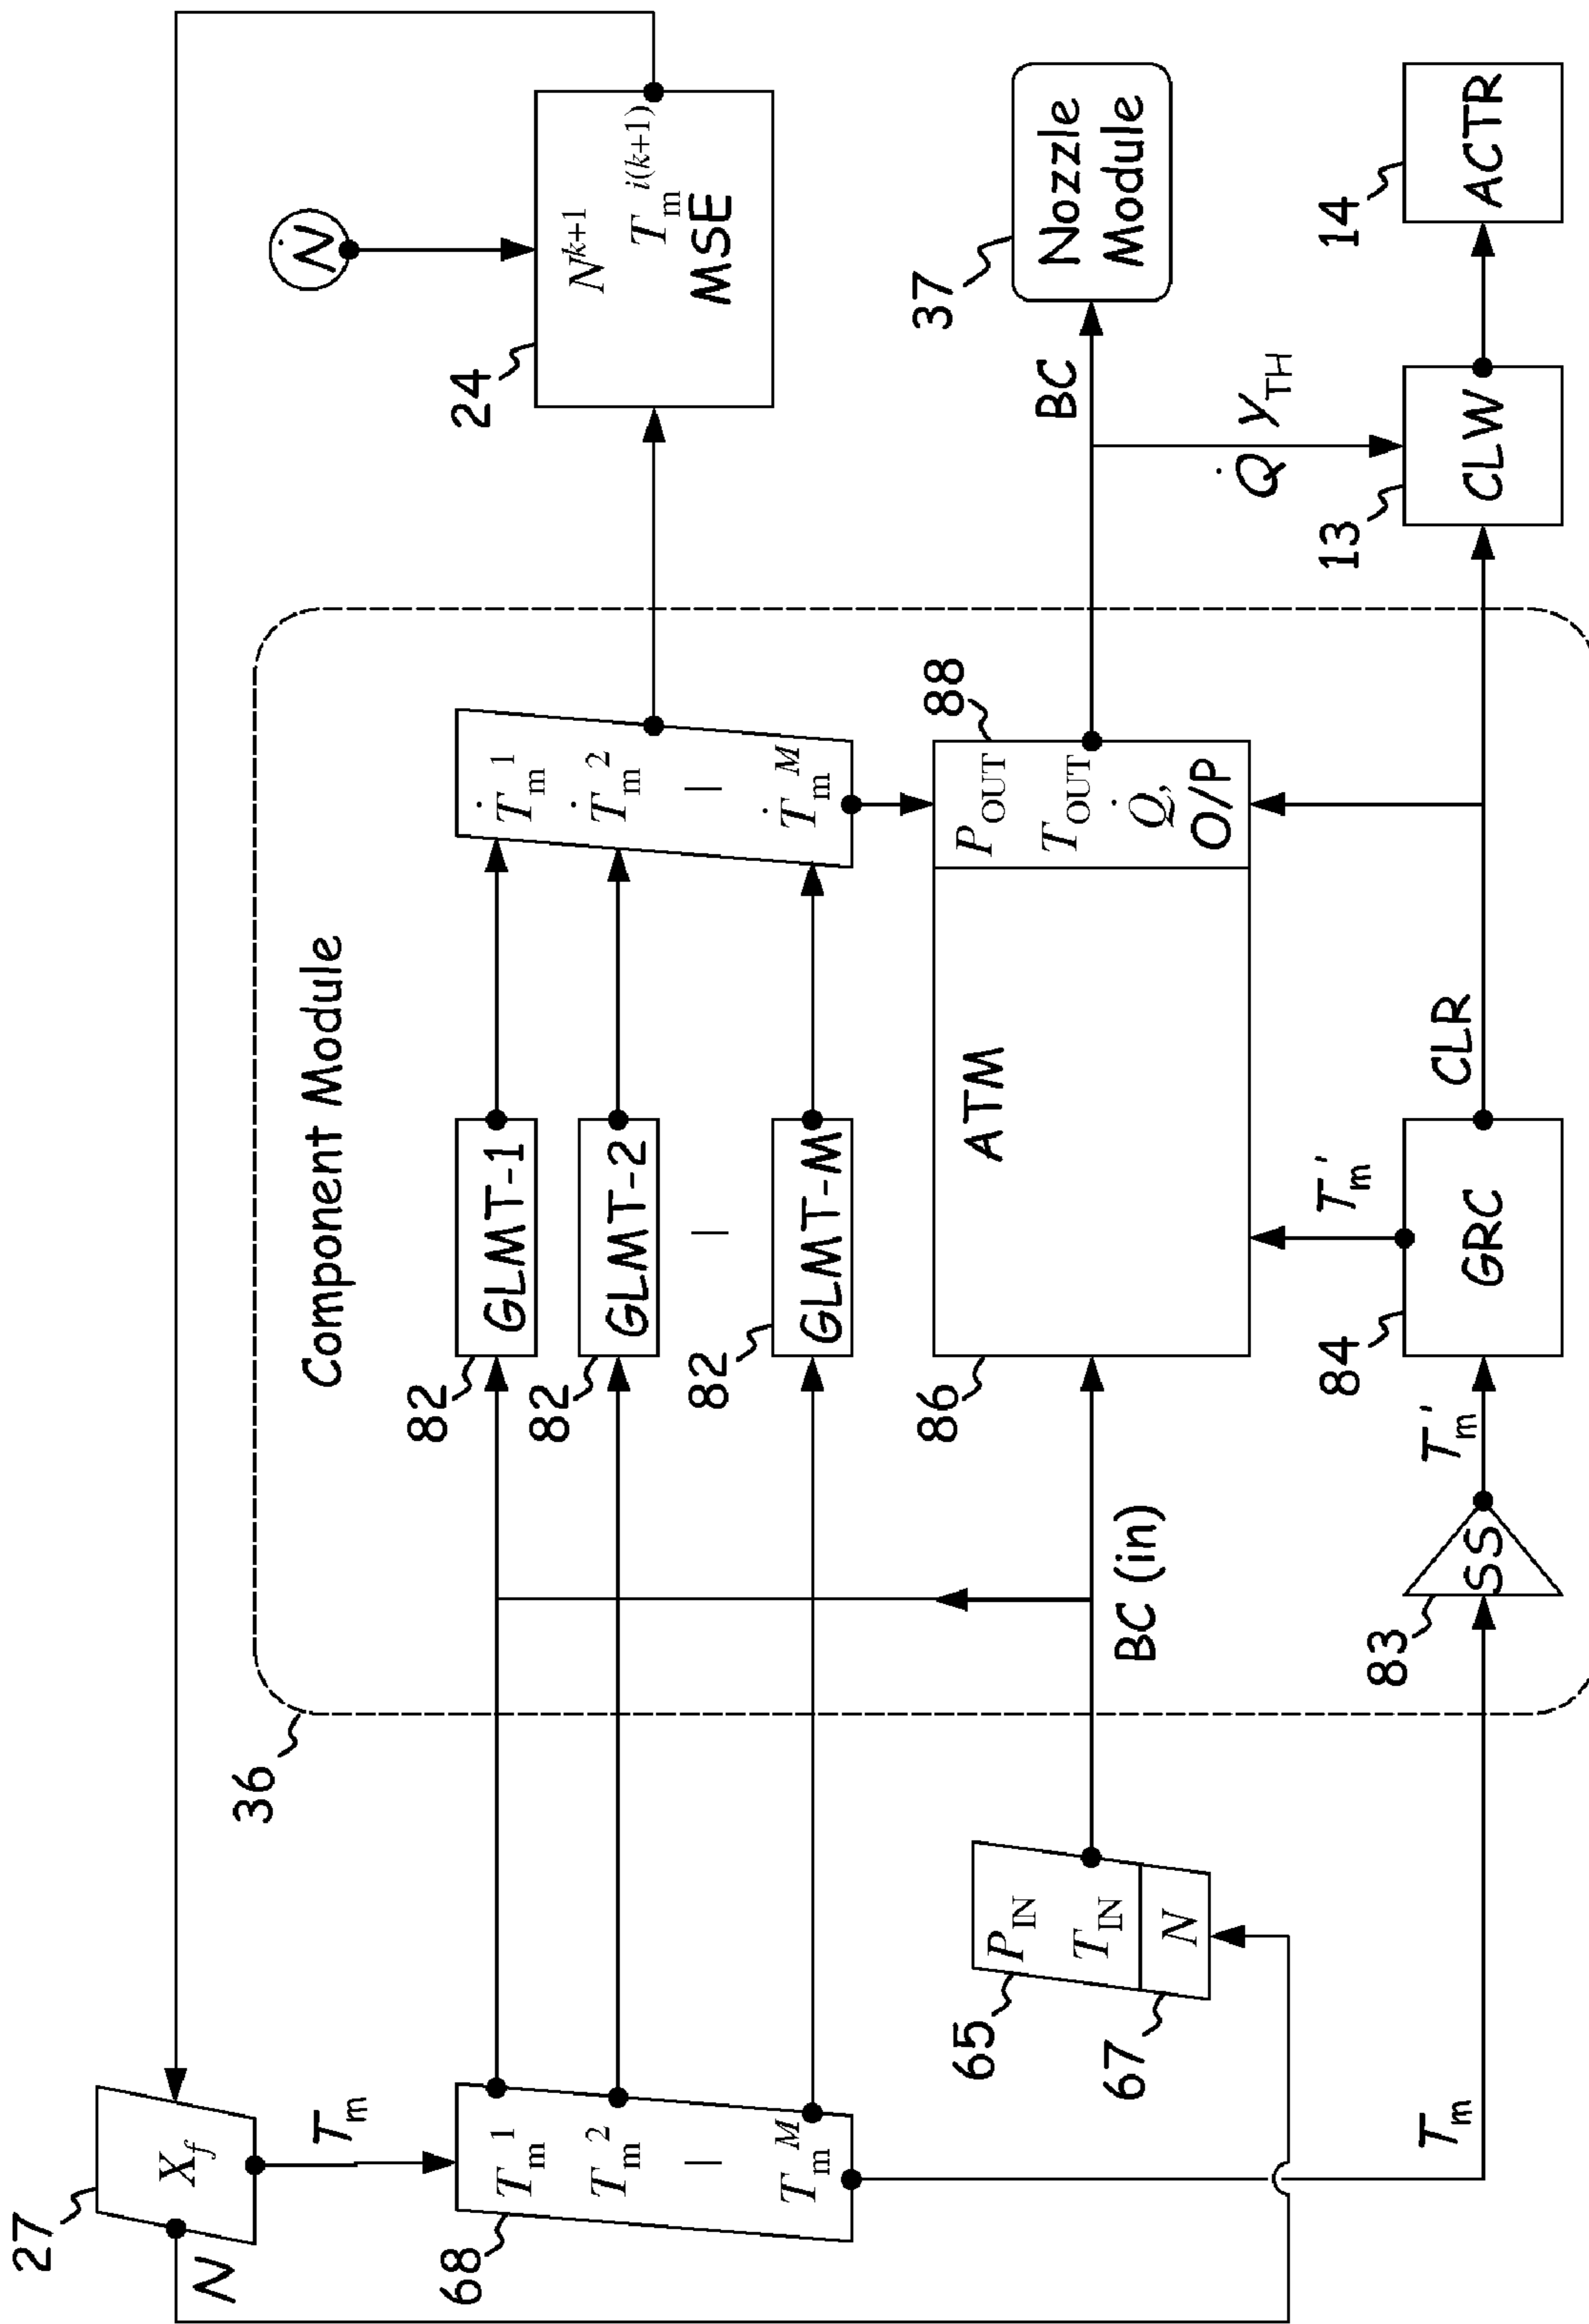 27
X_f
N
T_m
68
T_m^1
T_m^2
|
T_m^M
T_m
65
P_IN
T_IN
67
N
36
Component Module
BC (in)
82
GLMT-1
82
GLMT-2
|
82
GLMT-M
86
ATM
83
SS
T_m'
84
GRC
T_m'
CLR
Ṫ_m^1
Ṫ_m^2
|
Ṫ_m^M
88
P_OUT
T_OUT
Q̇,
O/P
Ṅ
24
N^{k+1}
T_m^{i(k+1)}
MSE
BC
37
Nozzle
Module
Q̇ Y_TH
13
CLW
14
ACTR